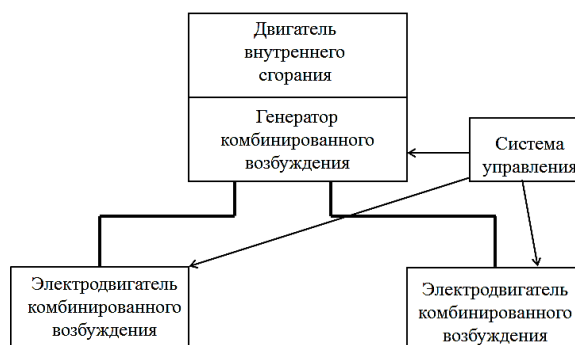 Двигатель
внутреннего
сгорания
Генератор
комбинированного
возбуждения
Система
управления
Электродвигатель
комбинированного
возбуждения
Электродвигатель
комбинированного
возбуждения